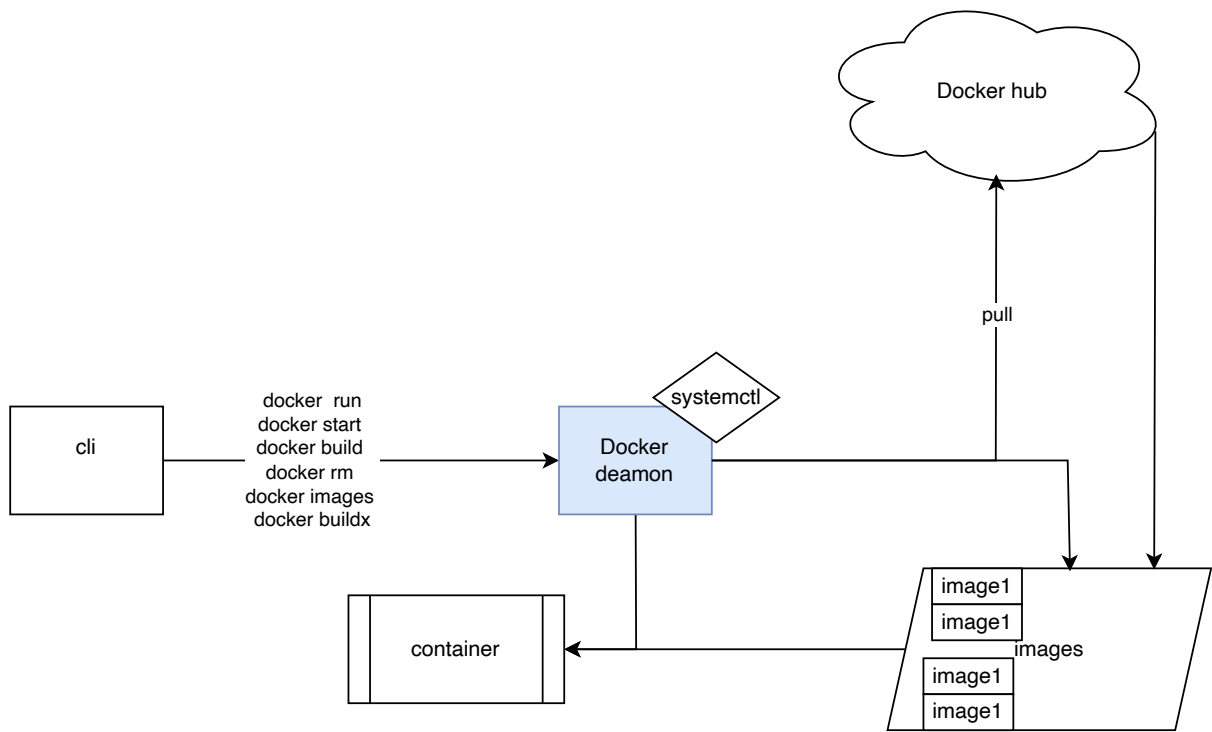 Docker hub
pull
systemctl
cli
docker  run
docker start
docker build
docker rm
docker images
docker buildx
Docker
deamon
image1
image1
images
container
image1
image1